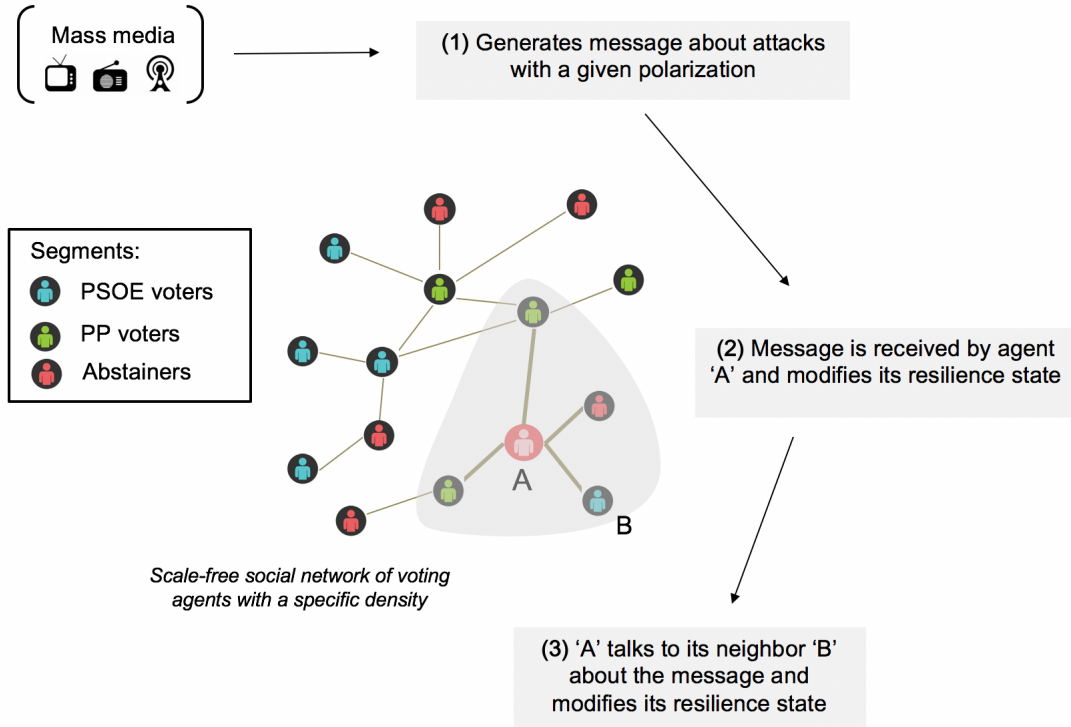 Mass media
(1) Generates message about attacks
with a given polarization
Segments:
PSOE voters
PP voters
Abstainers
(2) Message is received by agent
‘A’ and modifies its resilience state
A
B
Scale-free social network of voting
agents with a specific density
(3) ‘A’ talks to its neighbor ‘B’
about the message and
modifies its resilience state